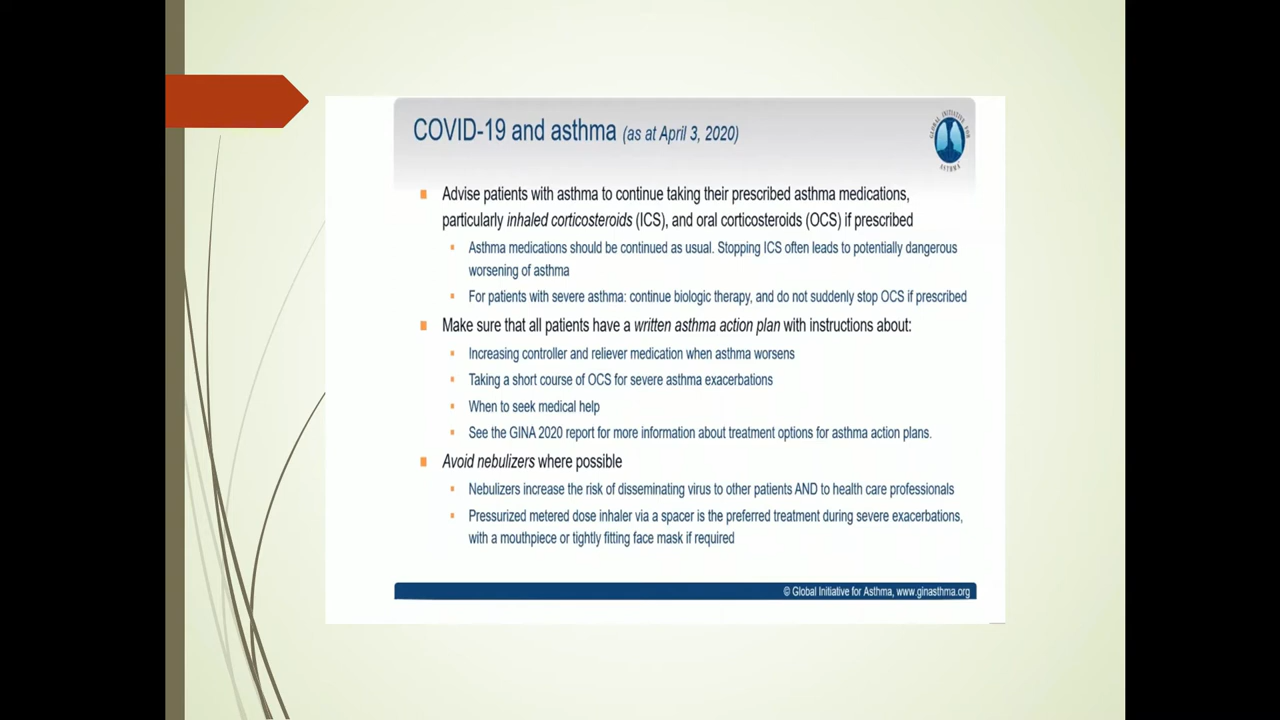 COVID-19 and asthma (as at April 3, 2020)
GLOBAL INITIATIVE FOR
ASTHMA
Advise patients with asthma to continue taking their prescribed asthma medications,
particularly inhaled corticosteroids (ICS), and oral corticosteroids (OCS) if prescribed
Asthma medications should be continued as usual. Stopping ICS often leads to potentially dangerous
worsening of asthma
For patients with severe asthma: continue biologic therapy, and do not suddenly stop OCS if prescribed
Make sure that all patients have a written asthma action plan with instructions about:
Increasing controller and reliever medication when asthma worsens
Taking a short course of OCS for severe asthma exacerbations
When to seek medical help
See the GINA 2020 report for more information about treatment options for asthma action plans.
Avoid nebulizers where possible
Nebulizers increase the risk of disseminating virus to other patients AND to health care professionals
Pressurized metered dose inhaler via a spacer is the preferred treatment during severe exacerbations,
with a mouthpiece or tightly fitting face mask if required
© Global Initiative for Asthma, www.ginasthma.org